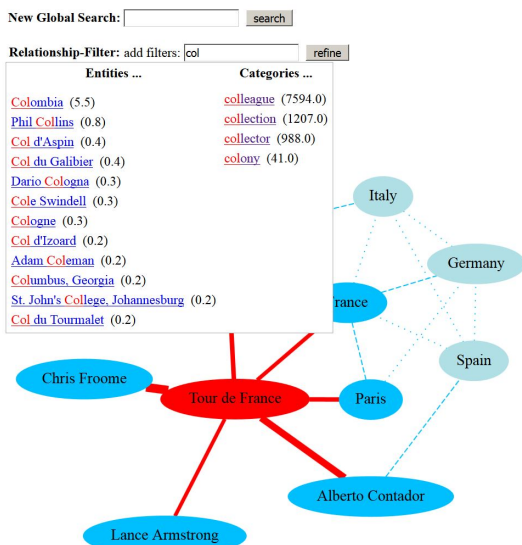 New Global Search: search
Relationship-Filter: add filters: col refine
Entities ... Categories ...
Colombia (5.5) colleague (7594.0)
Phil Collins (0.8) collection (1207.0)
Col d'Aspin (0.4) collector (988.0)
Col du Galibier (0.4) colony (41.0)
Dario Cologna (0.3)
Cole Swindell (0.3)
Cologne (0.3)
Col d'Izoard (0.2)
Adam Coleman (0.2)
Columbus, Georgia (0.2)
St. John's College, Johannesburg (0.2)
Col du Tourmalet (0.2)
Italy
Germany
rance
Spain
Chris Froome
Tour de France
Paris
Alberto Contador
Lance Armstrong